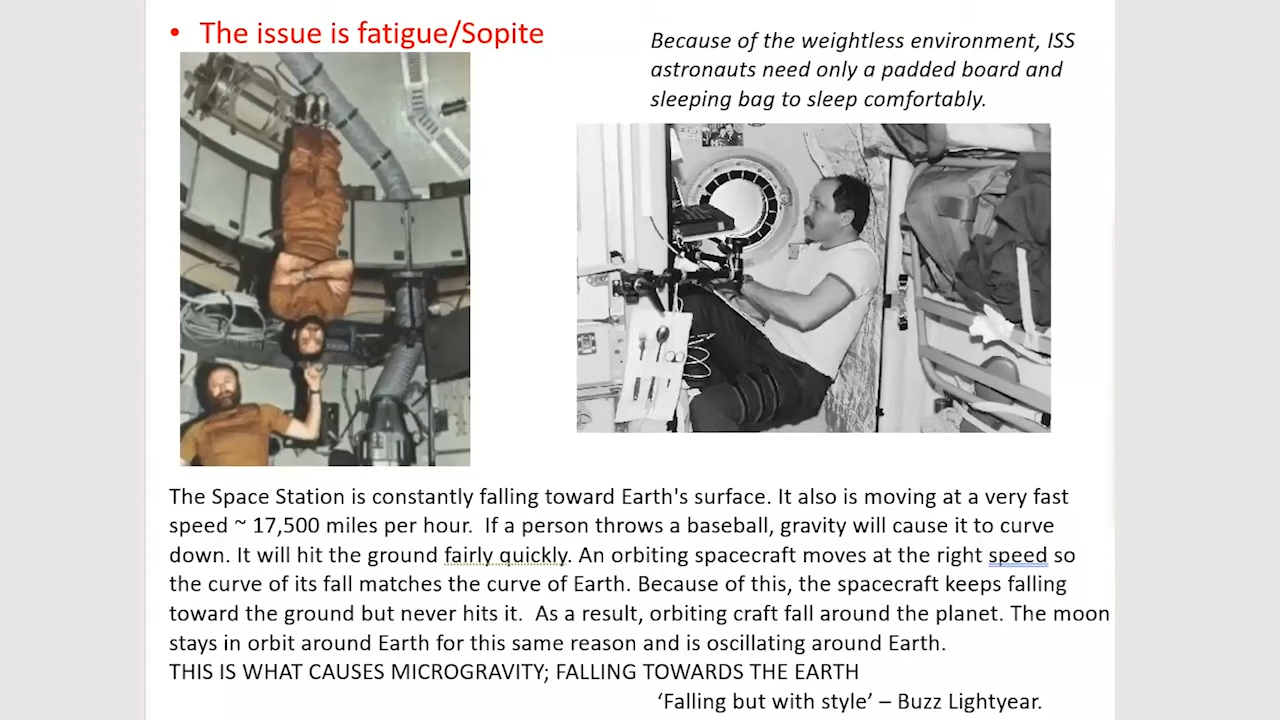 • The issue is fatigue/Sopite
Because of the weightless environment, ISS
astronauts need only a padded board and
sleeping bag to sleep comfortably.
The Space Station is constantly falling toward Earth's surface. It also is moving at a very fast
speed ~ 17,500 miles per hour.  If a person throws a baseball, gravity will cause it to curve
down. It will hit the ground fairly quickly. An orbiting spacecraft moves at the right speed so
the curve of its fall matches the curve of Earth. Because of this, the spacecraft keeps falling
toward the ground but never hits it.  As a result, orbiting craft fall around the planet. The moon
stays in orbit around Earth for this same reason and is oscillating around Earth.
THIS IS WHAT CAUSES MICROGRAVITY; FALLING TOWARDS THE EARTH
‘Falling but with style’ – Buzz Lightyear.